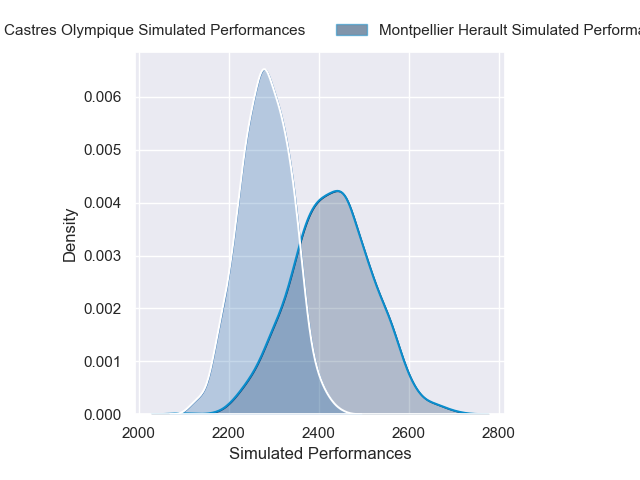 Castres Olympique Simulated Performances Montpellier Herault Simulated
0.006
0.005
0.004
0.003
0.002
0.001
0.000
Density
2000 2200 2400 2600 2800
Simulated Performances